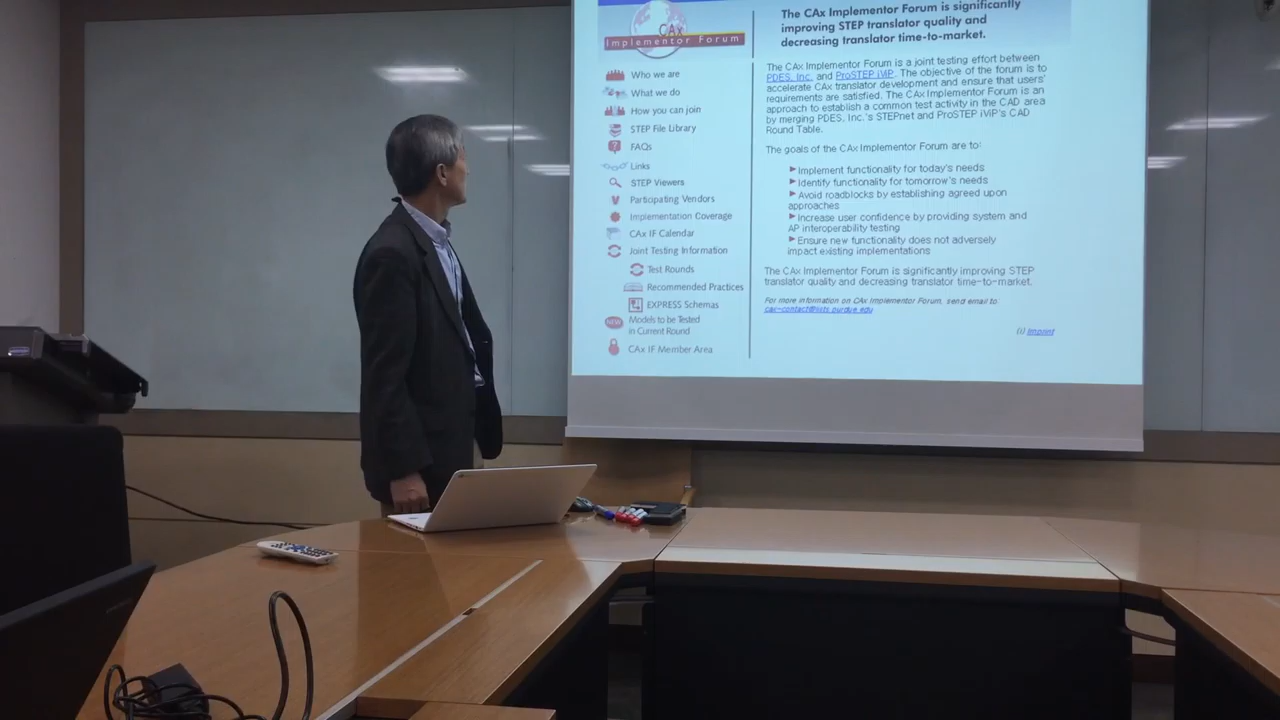 CAx
Implementor Forum
Who we are
What we do
How you can join
STEP File Library
FAQs
Links
STEP Viewers
Participating Vendors
Implementation Coverage
CAx IF Calendar
Joint Testing Information
Test Rounds
Recommended Practices
EXPRESS Schemas
NEW
Models to be Tested
in Current Round
CAx IF Member Area
The CAx Implementor Forum is significantly
improving STEP translator quality and
decreasing translator time-to-market.
The CAx Implementor Forum is a joint testing effort between
PDES, Inc. and ProSTEP iViP. The objective of the forum is to
accelerate CAx translator development and ensure that users'
requirements are satisfied. The CAx Implementor Forum is an
approach to establish a common test activity in the CAD area
by merging PDES, Inc.'s STEPnet and ProSTEP iViP's CAD
Round Table.
The goals of the CAx Implementor Forum are to:
Implement functionality for today's needs
Identify functionality for tomorrow's needs
Avoid roadblocks by establishing agreed upon
approaches
Increase user confidence by providing system and
AP interoperability testing
Ensure new functionality does not adversely
impact existing implementations
The CAx Implementor Forum is significantly improving STEP
translator quality and decreasing translator time-to-market.
For more information on CAx Implementor Forum, send email to:
cax-contact@lists.purdue.edu
(i) Imprint